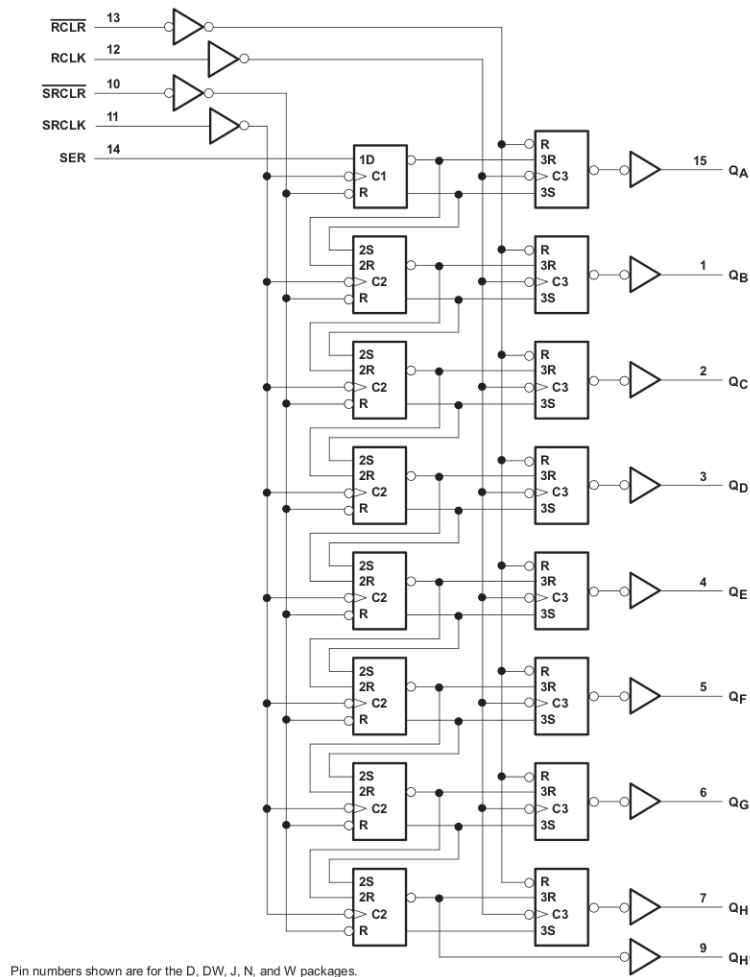 RCLR 13
RCLK 12
SRCLR 10
SRCLK 11
SER 14
1D
C1
R
R
3R
C3
3S
15 QA
2S
2R
C2
R
R
3R
C3
3S
1 QB
2S
2R
C2
R
R
3R
C3
3S
2 QC
2S
2R
C2
R
R
3R
C3
3S
3 QD
2S
2R
C2
R
R
3R
C3
3S
4 QE
2S
2R
C2
R
R
3R
C3
3S
5 QF
2S
2R
C2
R
R
3R
C3
3S
6 QG
2S
2R
C2
R
R
3R
C3
3S
7 QH
9 QH
Pin numbers shown are for the D, DW, J, N, and W packages.